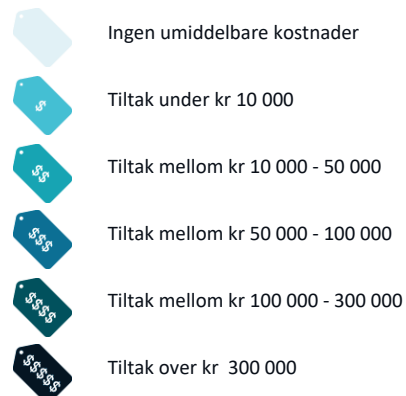 Ingen umiddelbare kostnader
$ Tiltak under kr 10 000
$$ Tiltak mellom kr 10 000 - 50 000
$$$ Tiltak mellom kr 50 000 - 100 000
$$$$ Tiltak mellom kr 100 000 - 300 000
$$$$$ Tiltak over kr  300 000